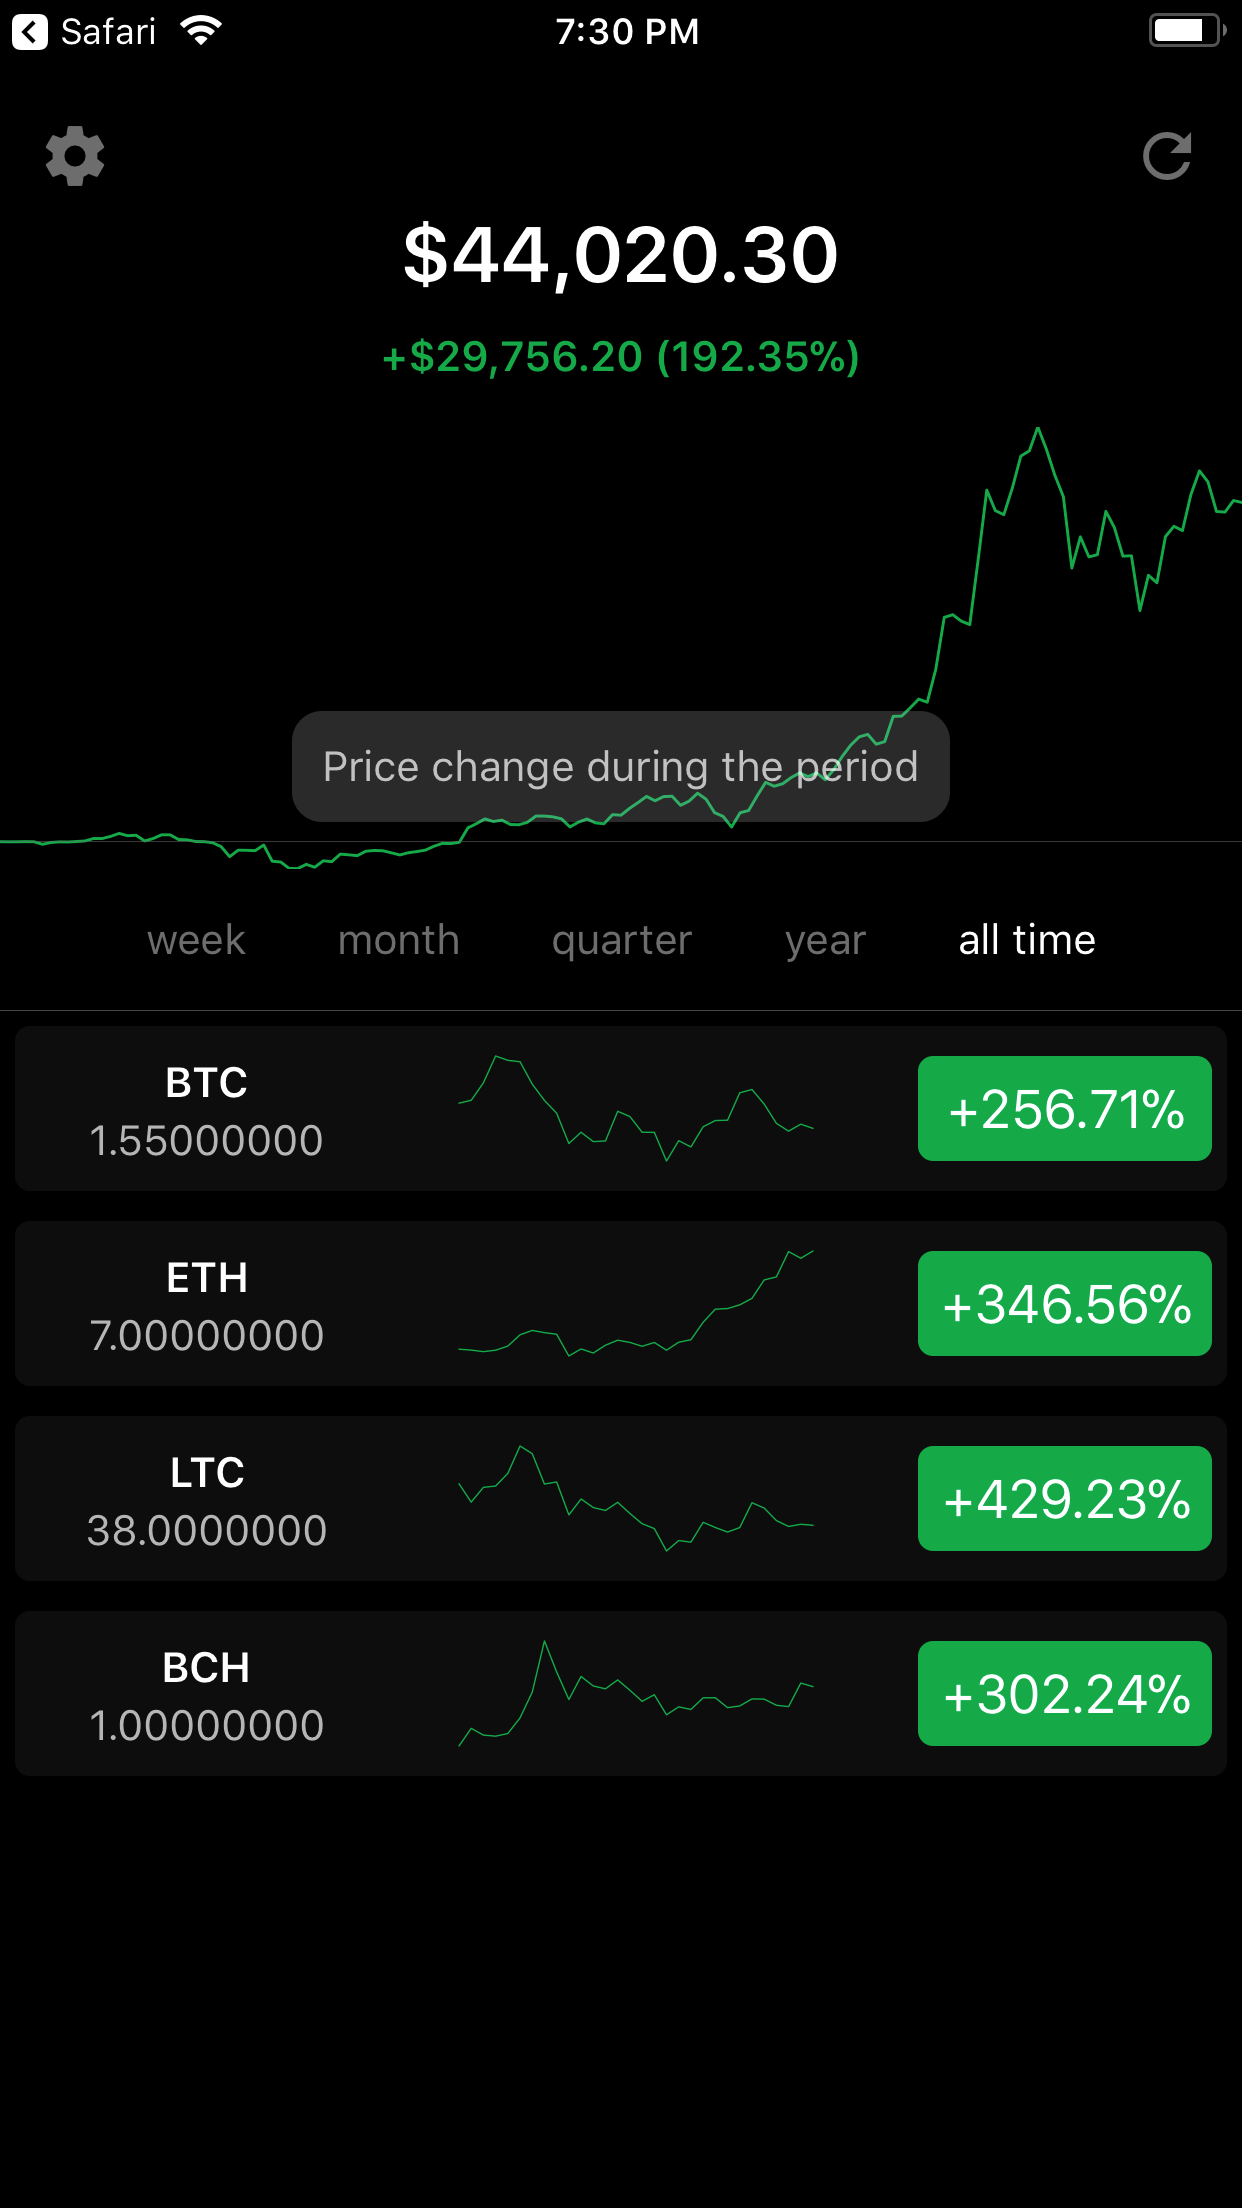 Safari
7:30 PM
$44,020.30
+$29,756.20 (192.35%)
Price change during the period
week month quarter year all time
BTC
1.55000000
+256.71%
ETH
7.00000000
+346.56%
LTC
38.0000000
+429.23%
BCH
1.00000000
+302.24%